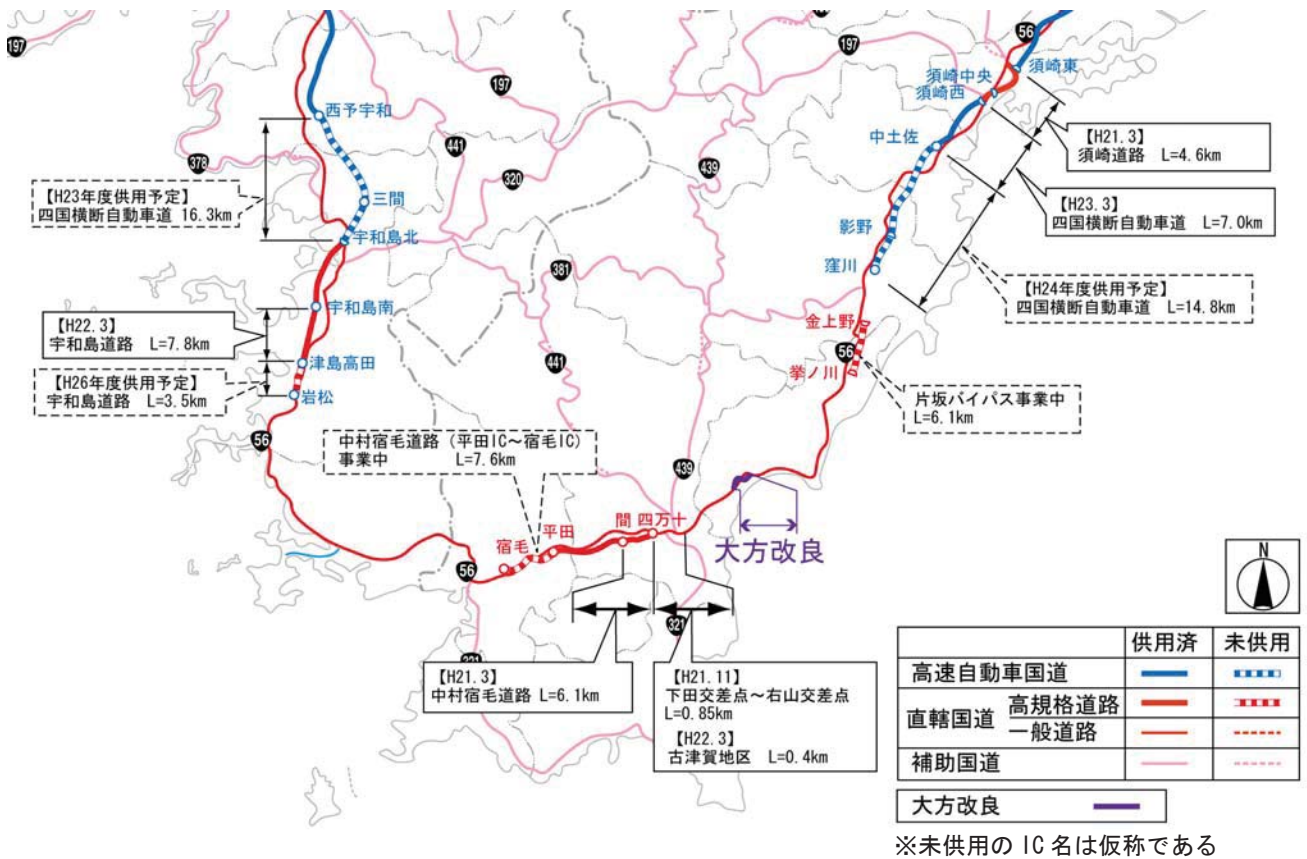 56
197
197
須崎東
須崎中央
須崎西
西予宇和
197
中土佐
【H21.3】
須崎道路 L=4.6km
441
439
378
320
【H23年度供用予定】
四国横断自動車道 16.3km
三間
【H23.3】
四国横断自動車道 L=7.0km
影野
宇和島北
窪川
381
【H24年度供用予定】
四国横断自動車道 L=14.8km
宇和島南
金上野
【H22.3】
宇和島道路 L=7.8km
56
441
津島高田
挙ノ川
【H26年度供用予定】
宇和島道路 L=3.5km
岩松
片坂バイパス事業中
L=6.1km
56
中村宿毛道路（平田IC～宿毛IC）
事業中 L=7.6km
439
間 四万十
平田
宿毛
大方改良
56
N
321
321
【H21.3】
中村宿毛道路 L=6.1km
【H21.11】
下田交差点～右山交差点
L=0.85km
【H22.3】
古津賀地区 L=0.4km
供用済 未供用
高速自動車国道
直轄国道 高規格道路
一般道路
補助国道
大方改良
※未供用の IC 名は仮称である